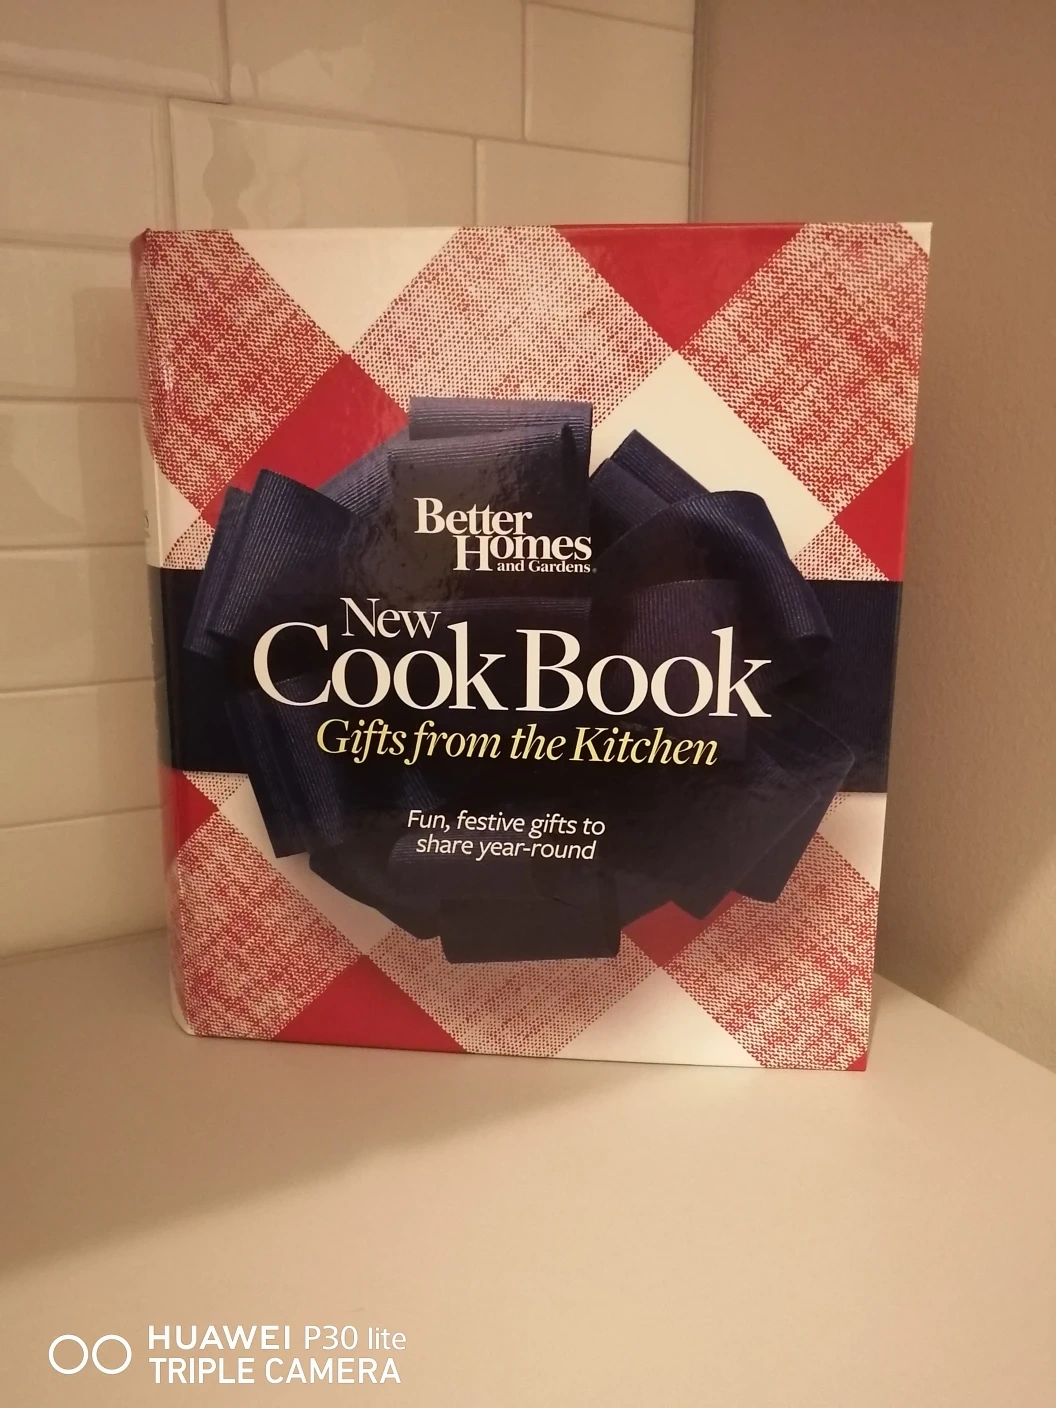 Better
Homes
and Gardens®
New
Cook Book
Gifts from the Kitchen
Fun, festive gifts to
share year-round
HUAWEI P30 lite
TRIPLE CAMERA